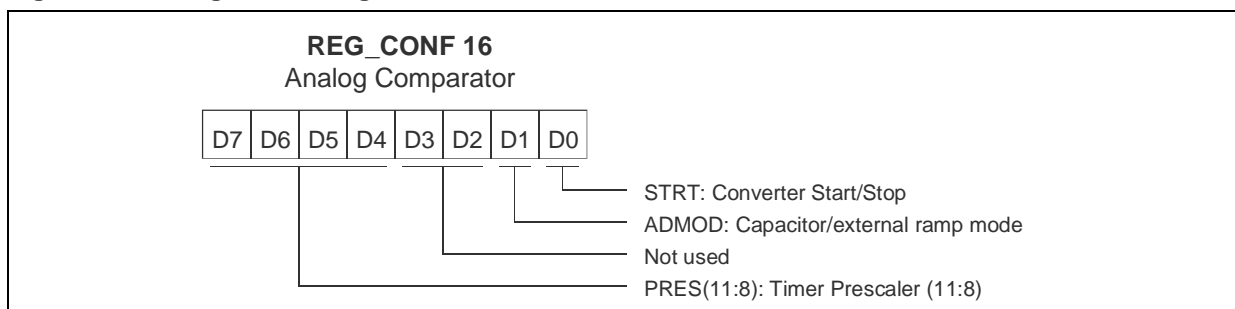 REG_CONF 16
Analog Comparator
D7 D6 D5 D4 D3 D2 D1 D0
STRT: Converter Start/Stop
ADMOD: Capacitor/external ramp mode
Not used
PRES(11:8): Timer Prescaler (11:8)